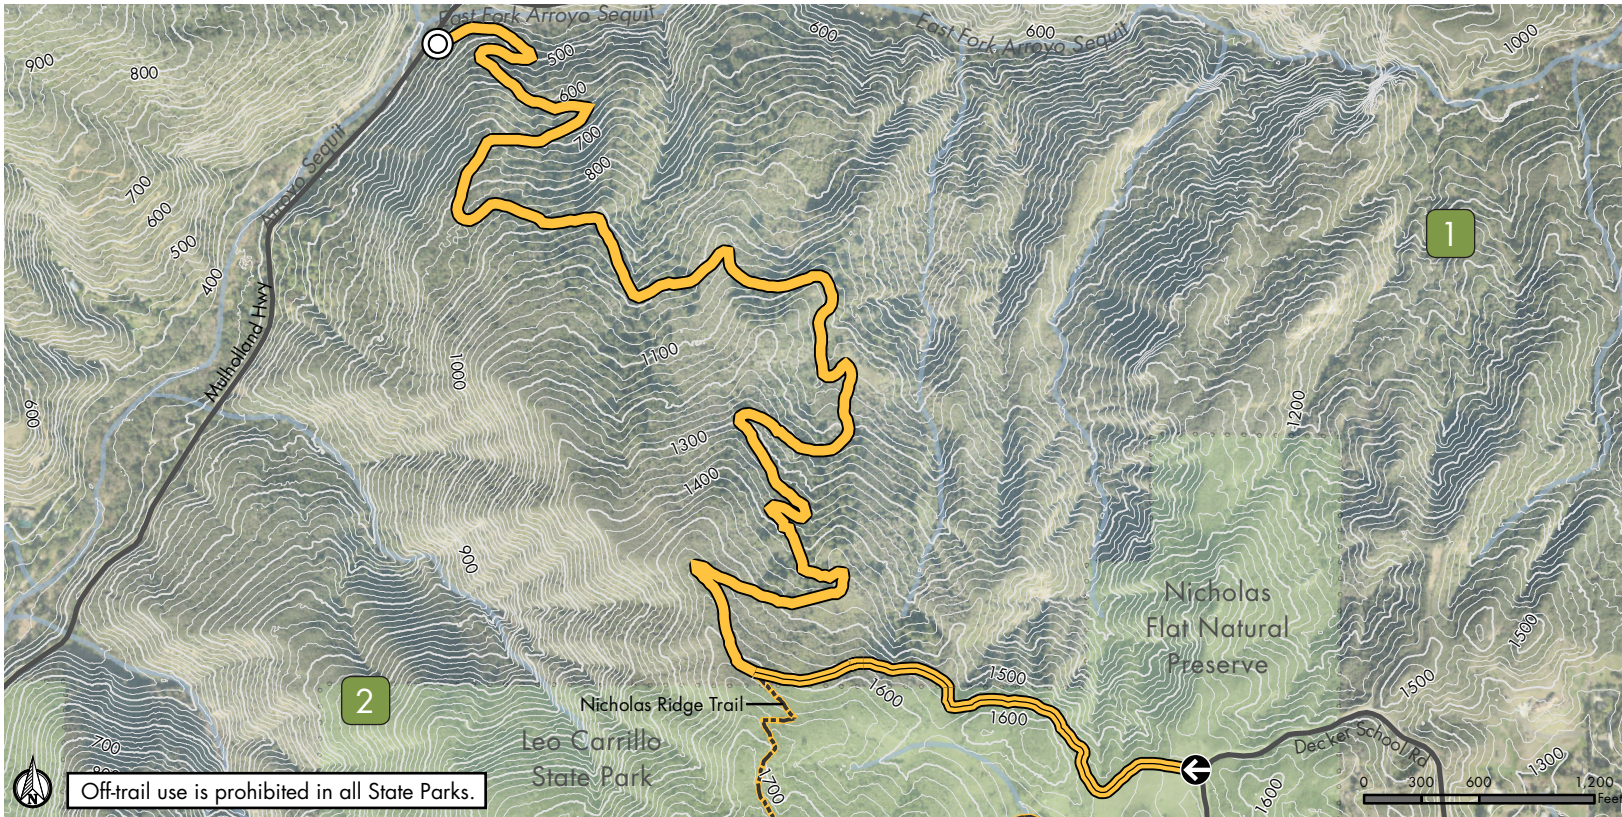 East Fork Arroyo Sequit
East Fork Arroyo Sequit
600
600
1000
900
800
500
600
700
800
700
600
500
400
Arroyo Sequit
Mulholland Hwy
1
1000
1100
1200
600
1300
1400
900
Nicholas
Flat Natural
Preserve
1500
1500
1500
1600
1600
2
Nicholas Ridge Trail
Leo Carrillo
State Park
700
1700
Decker School Rd
1300
1600
N
Off-trail use is prohibited in all State Parks.
0 300 600 1,200
Feet